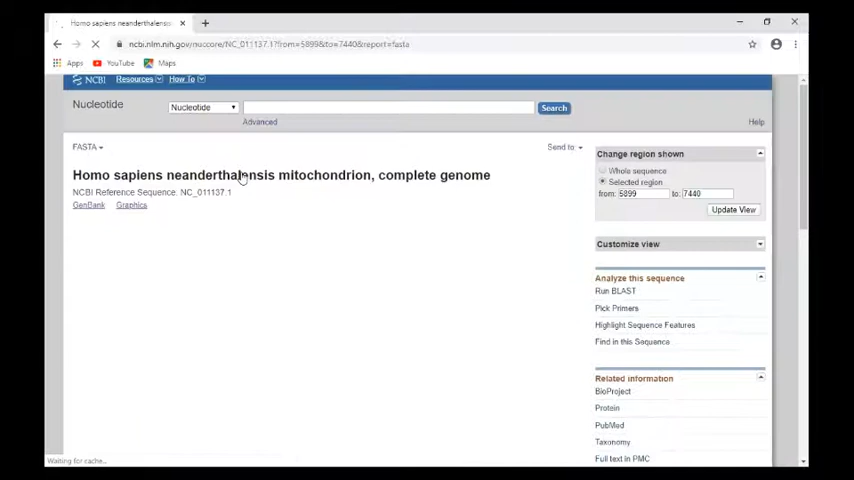 Homo sapiens neanderthalensis
ncbi.nlm.nih.gov/nuccore/NC_011137.1?from=5899&to=7440&report=fasta
Apps YouTube Maps
NCBI Resources How To
Nucleotide Nucleotide Search
Advanced Help
FASTA Send to
Homo sapiens neanderthalensis mitochondrion, complete genome
NCBI Reference Sequence: NC_011137.1
GenBank Graphics
Change region shown
Whole sequence
Selected region
from: 5899 to: 7440
Update View
Customize view
Analyze this sequence
Run BLAST
Pick Primers
Highlight Sequence Features
Find in this Sequence
Related information
BioProject
Protein
PubMed
Taxonomy
Full text in PMC
Waiting for cache...